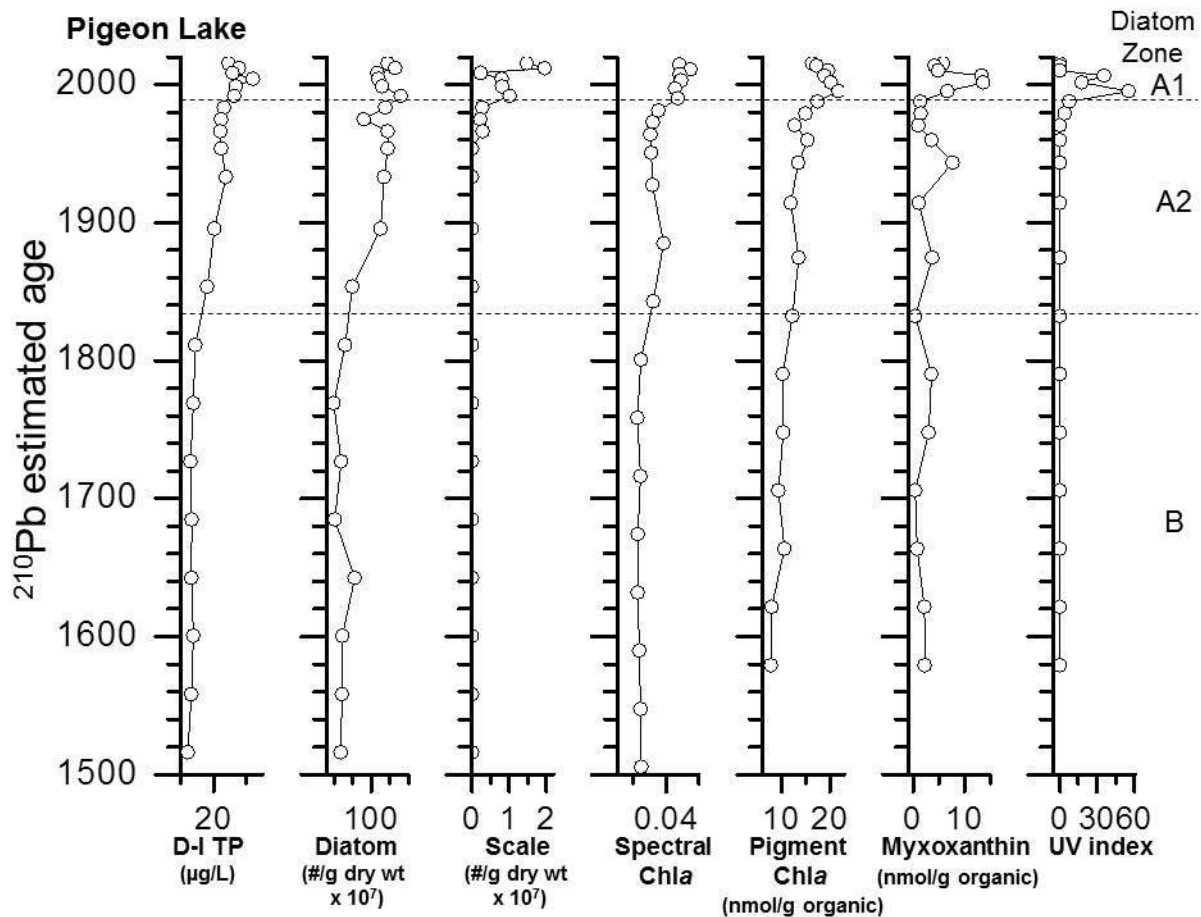 Pigeon Lake
Diatom
Zone
2000
A1
1900
A2
1800
1700
B
1600
1500
²¹⁰Pb estimated age
20
100
0 1 2
0.04
10 20
0 10
0 30 60
D-I TP
(µg/L)
Diatom
(#/g dry wt
x 10⁷)
Scale
(#/g dry wt
x 10⁷)
Spectral
Chla
Pigment
Chla
(nmol/g organic)
Myxoxanthin
(nmol/g organic)
UV index